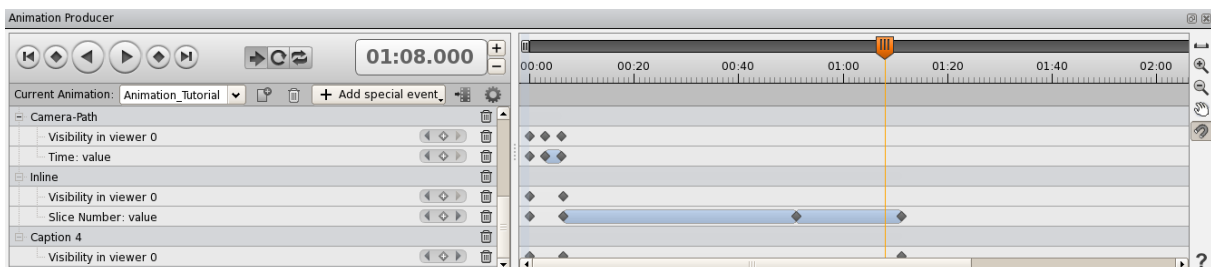 Animation Producer
01:08.000
+
−
00:00 00:20 00:40 01:00 01:20 01:40 02:00
Current Animation: Animation_Tutorial + Add special event
Camera-Path
Visibility in viewer 0
Time: value
Inline
Visibility in viewer 0
Slice Number: value
Caption 4
Visibility in viewer 0
?